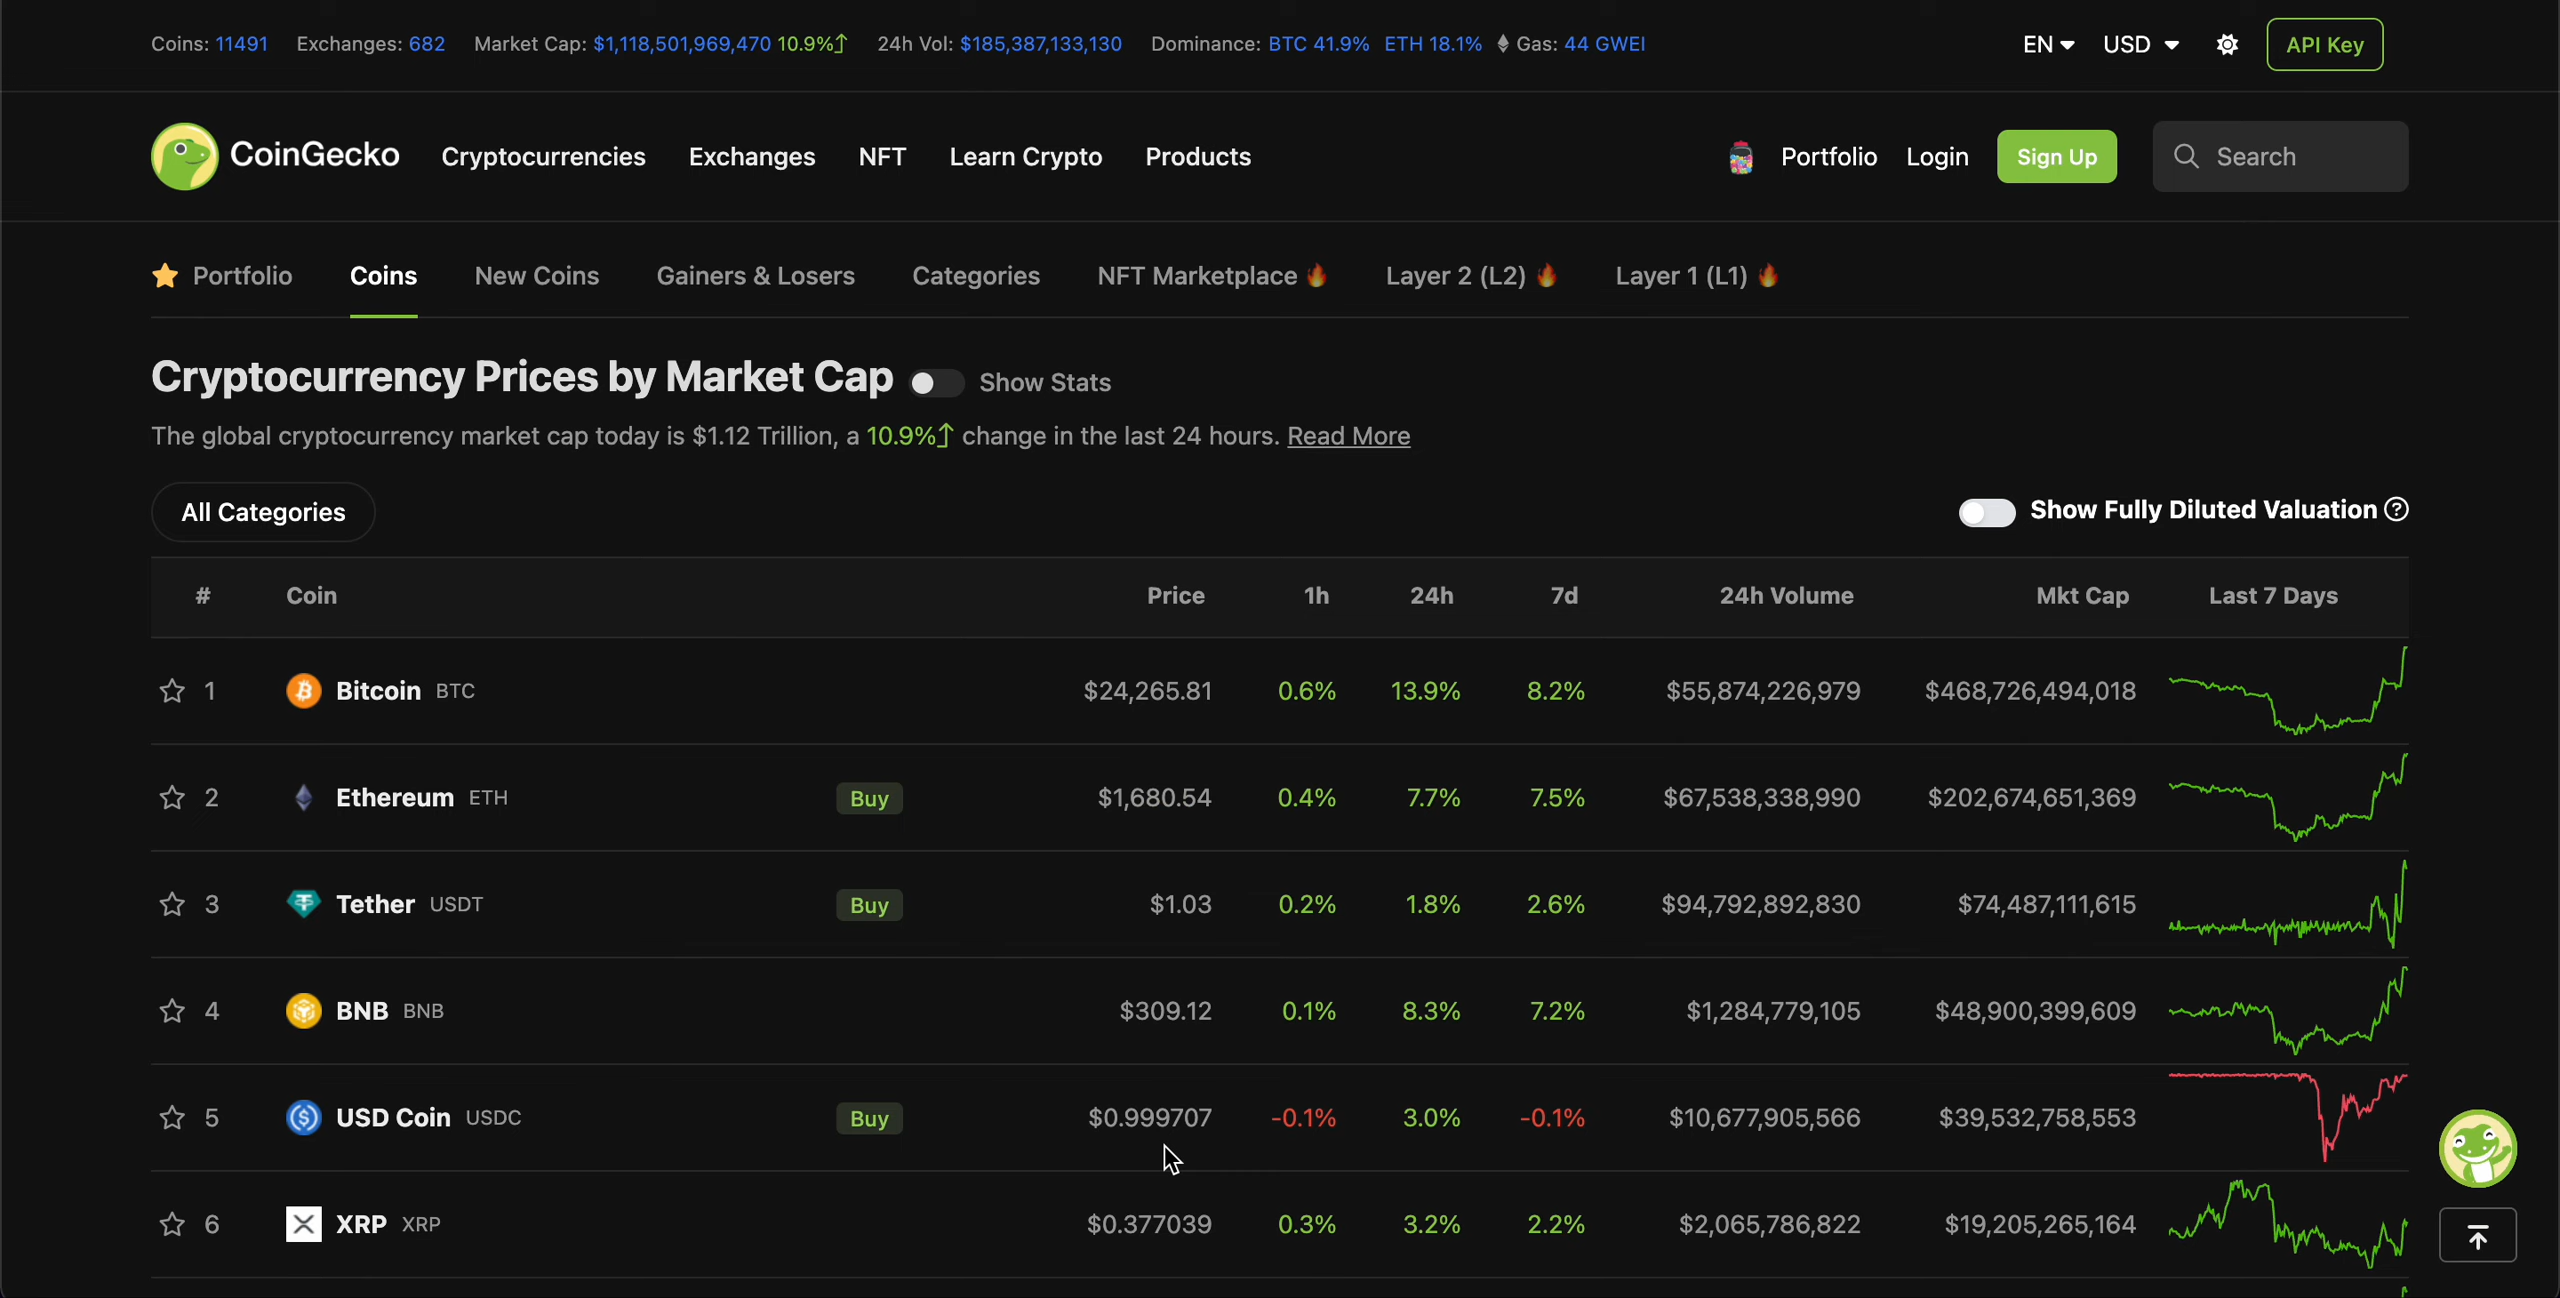 Coins: 11491 Exchanges: 682 Market Cap: $1,118,501,969,470 10.9% 24h Vol: $185,387,133,130 Dominance: BTC 41.9% ETH 18.1% Gas: 44 GWEI EN USD API Key
CoinGecko Cryptocurrencies Exchanges NFT Learn Crypto Products Portfolio Login Sign Up Search
Portfolio Coins New Coins Gainers & Losers Categories NFT Marketplace Layer 2 (L2) Layer 1 (L1)
Cryptocurrency Prices by Market Cap Show Stats
The global cryptocurrency market cap today is $1.12 Trillion, a 10.9% change in the last 24 hours. Read More
All Categories Show Fully Diluted Valuation ?
# Coin Price 1h 24h 7d 24h Volume Mkt Cap Last 7 Days
1 Bitcoin BTC $24,265.81 0.6% 13.9% 8.2% $55,874,226,979 $468,726,494,018
2 Ethereum ETH Buy $1,680.54 0.4% 7.7% 7.5% $67,538,338,990 $202,674,651,369
3 Tether USDT Buy $1.03 0.2% 1.8% 2.6% $94,792,892,830 $74,487,111,615
4 BNB BNB $309.12 0.1% 8.3% 7.2% $1,284,779,105 $48,900,399,609
5 USD Coin USDC Buy $0.999707 -0.1% 3.0% -0.1% $10,677,905,566 $39,532,758,553
6 XRP XRP $0.377039 0.3% 3.2% 2.2% $2,065,786,822 $19,205,265,164